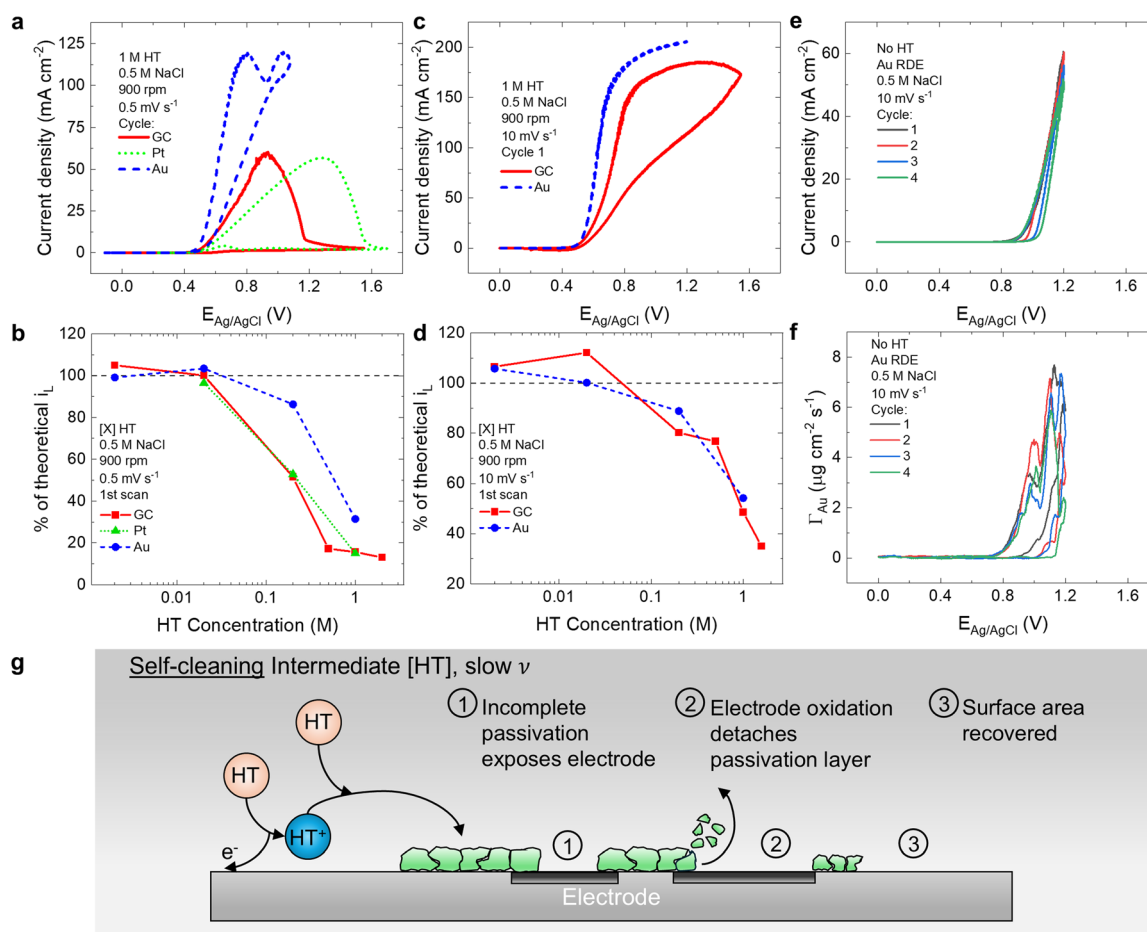 a
Current density (mA cm⁻²)
125
100
75
50
25
0
1 M HT
0.5 M NaCl
900 rpm
0.5 mV s⁻¹
Cycle:
GC
Pt
Au
0.0 0.4 0.8 1.2 1.6
E_Ag/AgCl (V)
c
Current density (mA cm⁻²)
200
150
100
50
0
1 M HT
0.5 M NaCl
900 rpm
10 mV s⁻¹
Cycle 1
GC
Au
0.0 0.4 0.8 1.2 1.6
E_Ag/AgCl (V)
e
Current density (mA cm⁻²)
60
40
20
0
No HT
Au RDE
0.5 M NaCl
10 mV s⁻¹
Cycle:
1
2
3
4
0.0 0.4 0.8 1.2 1.6
E_Ag/AgCl (V)
b
% of theoretical i_L
120
100
80
60
40
20
0
[X] HT
0.5 M NaCl
900 rpm
0.5 mV s⁻¹
1st scan
GC
Pt
Au
0.01 0.1 1
HT Concentration (M)
d
% of theoretical i_L
120
100
80
60
40
20
[X] HT
0.5 M NaCl
900 rpm
10 mV s⁻¹
1st scan
GC
Au
0.01 0.1 1
HT Concentration (M)
f
Γ_Au (µg cm⁻² s⁻¹)
8
6
4
2
0
No HT
Au RDE
0.5 M NaCl
10 mV s⁻¹
Cycle:
1
2
3
4
0.0 0.4 0.8 1.2 1.6
E_Ag/AgCl (V)
g
Self-cleaning Intermediate [HT], slow ν
1 Incomplete
passivation
exposes electrode
2 Electrode oxidation
detaches
passivation layer
3 Surface area
recovered
HT
HT
HT⁺
e⁻
1
2
3
Electrode